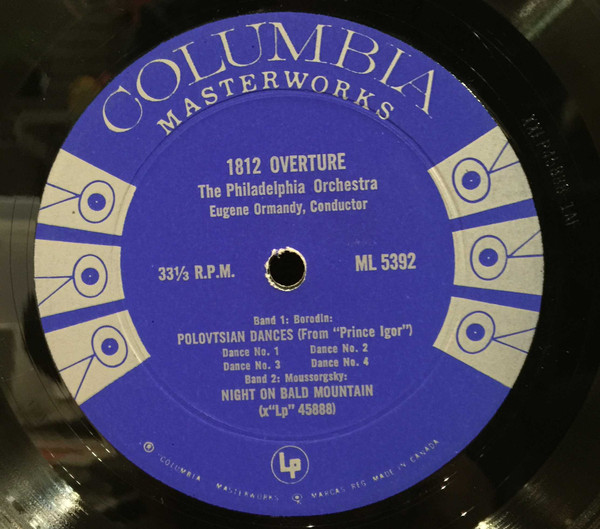 COLUMBIA
MASTERWORKS
1812 OVERTURE
The Philadelphia Orchestra
Eugene Ormandy, Conductor
33⅓ R.P.M.
ML 5392
Band 1: Borodin:
POLOVTSIAN DANCES (From "Prince Igor")
Dance No. 1 Dance No. 2
Dance No. 3 Dance No. 4
Band 2: Moussorgsky:
NIGHT ON BALD MOUNTAIN
(x"Lp" 45888)
Lp
"COLUMBIA MASTERWORKS MARCAS REG MADE IN CANADA